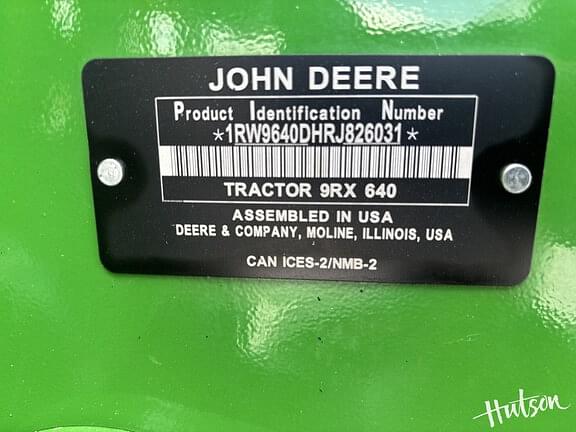 JOHN DEERE
Product Identification Number
*1RW9640DHRJ826031*
TRACTOR 9RX 640
ASSEMBLED IN USA
DEERE & COMPANY, MOLINE, ILLINOIS, USA
CAN ICES-2/NMB-2
Hutson